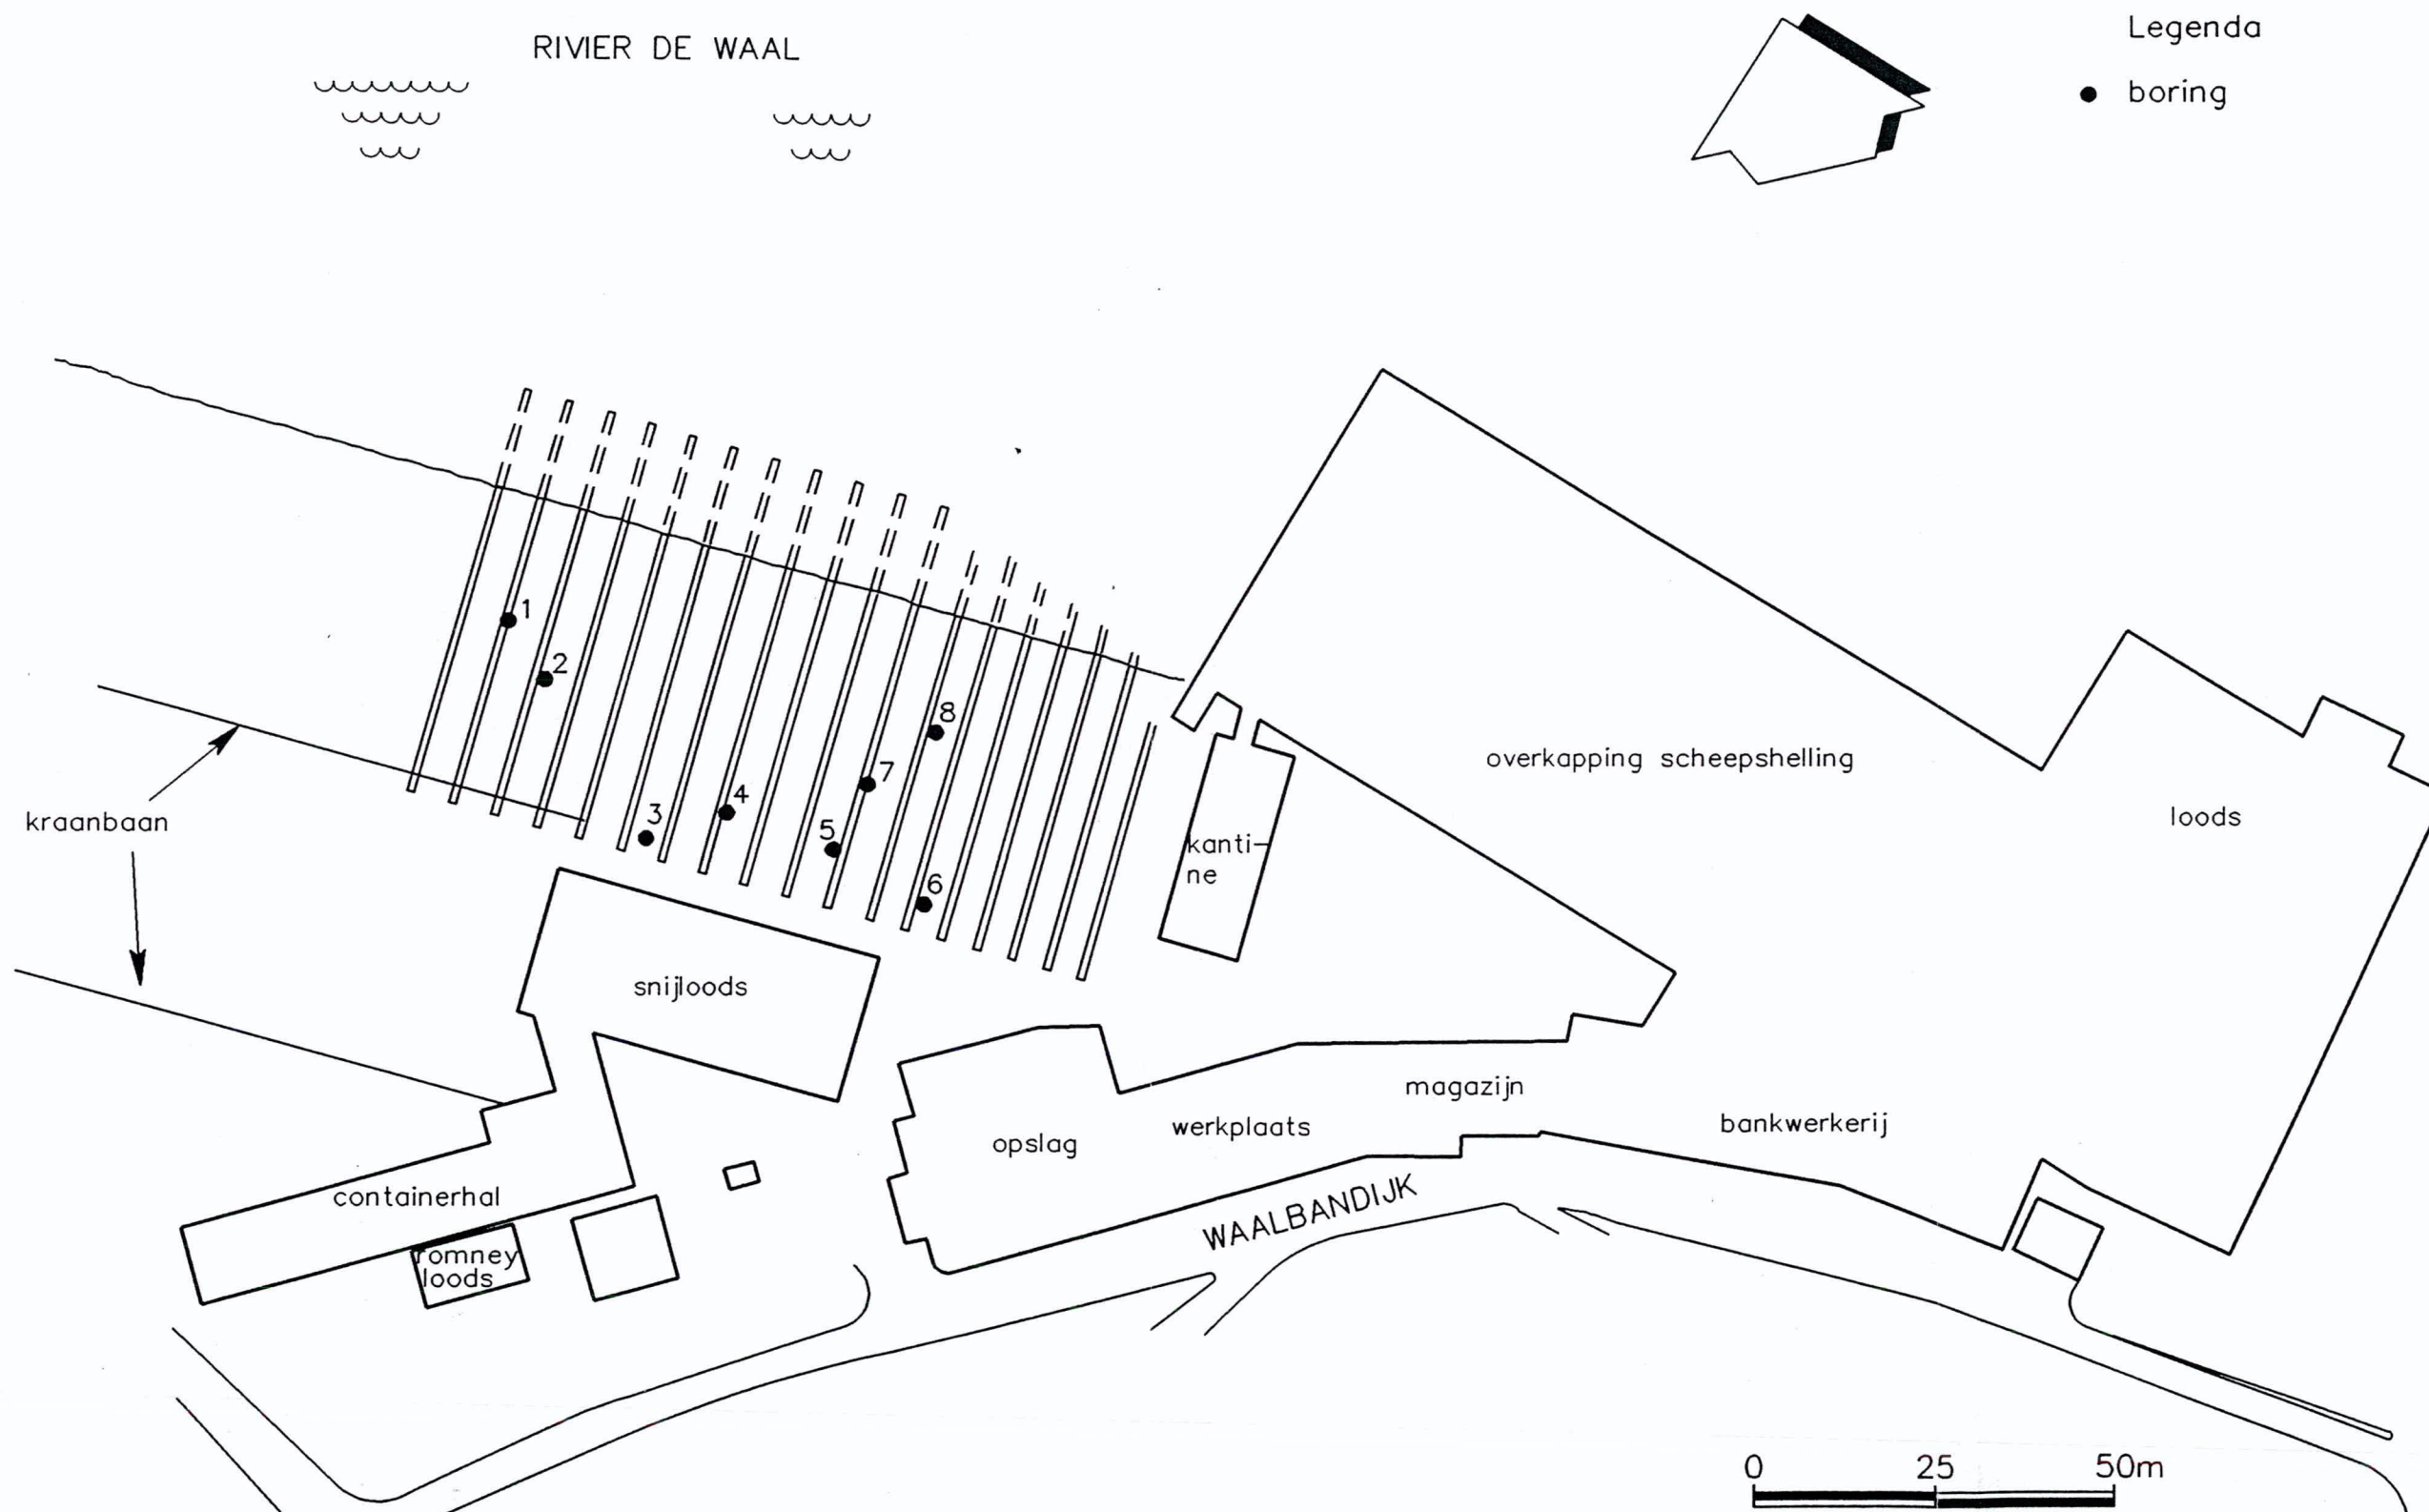 RIVIER DE WAAL
Legenda
boring
1
2
8
7
3
4
5
6
kraanbaan
overkapping scheepshelling
loods
kanti-
ne
snijloods
magazijn
werkplaats
bankwerkerij
opslag
containerhal
WAALBANDIJK
romney
loods
0 25 50m